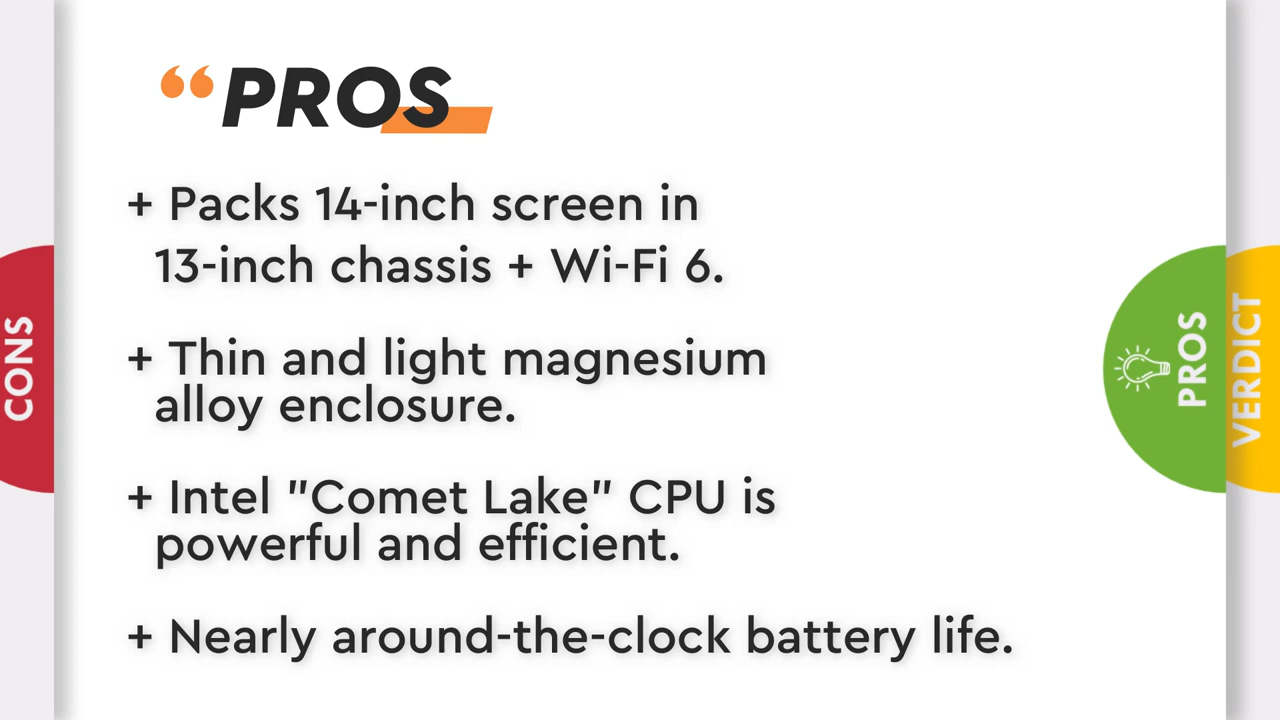 “PROS
+ Packs 14-inch screen in
13-inch chassis + Wi-Fi 6.
+ Thin and light magnesium
alloy enclosure.
+ Intel "Comet Lake" CPU is
powerful and efficient.
+ Nearly around-the-clock battery life.
CONS
PROS
VERDICT